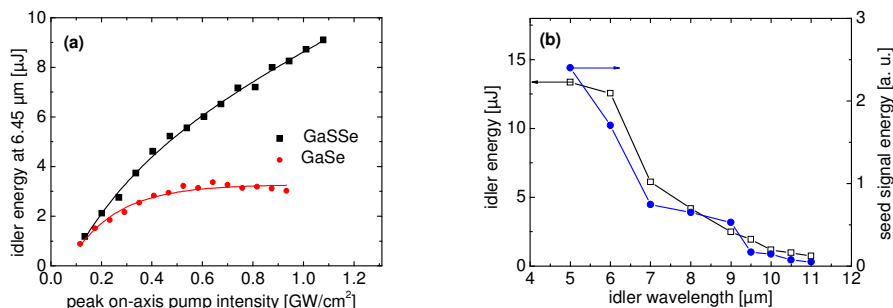 (a)
idler energy at 6.45 µm [µJ]
10
8
6
4
2
0
0.0 0.2 0.4 0.6 0.8 1.0 1.2
peak on-axis pump intensity [GW/cm²]
GaSSe
GaSe
(b)
idler energy [µJ]
15
10
5
0
4 5 6 7 8 9 10 11 12
idler wavelength [µm]
3
2
1
0
seed signal energy [a. u.]